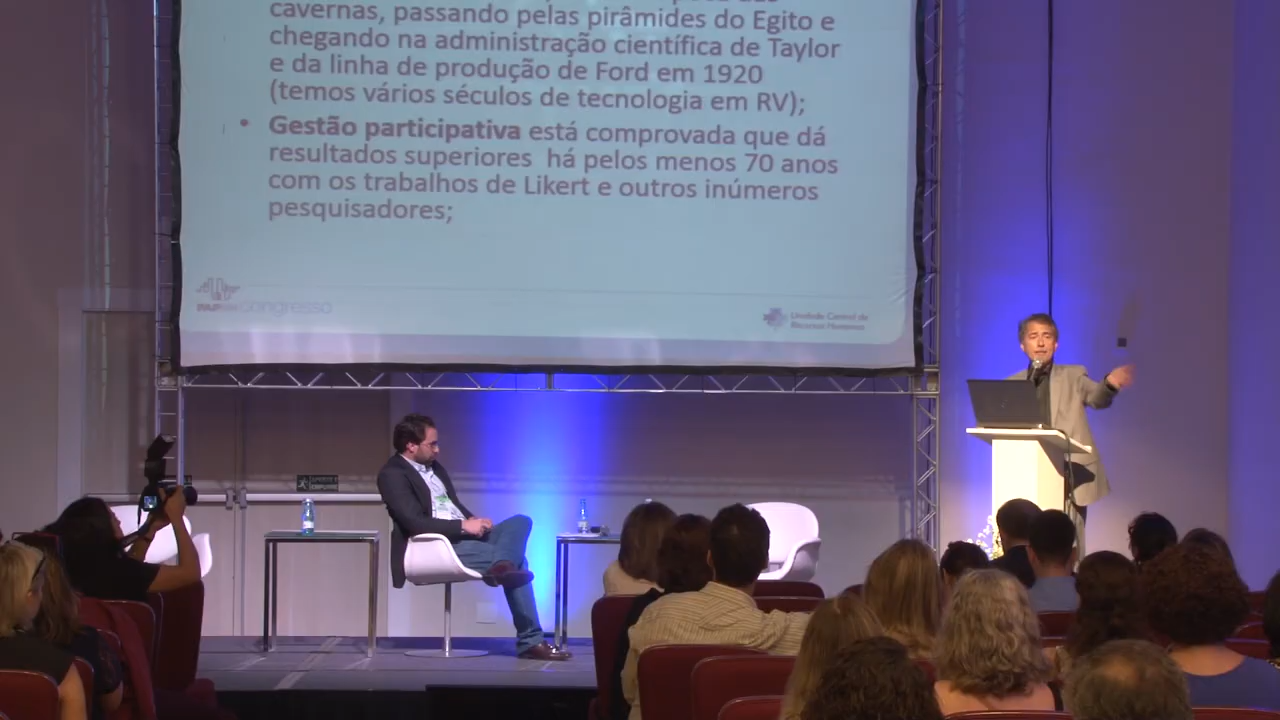 cavernas, passando pelas pirâmides do Egito e
chegando na administração científica de Taylor
e da linha de produção de Ford em 1920
(temos vários séculos de tecnologia em RV);
• Gestão participativa está comprovada que dá
resultados superiores há pelos menos 70 anos
com os trabalhos de Likert e outros inúmeros
pesquisadores;
congresso
Unidade Central de
Recursos Humanos